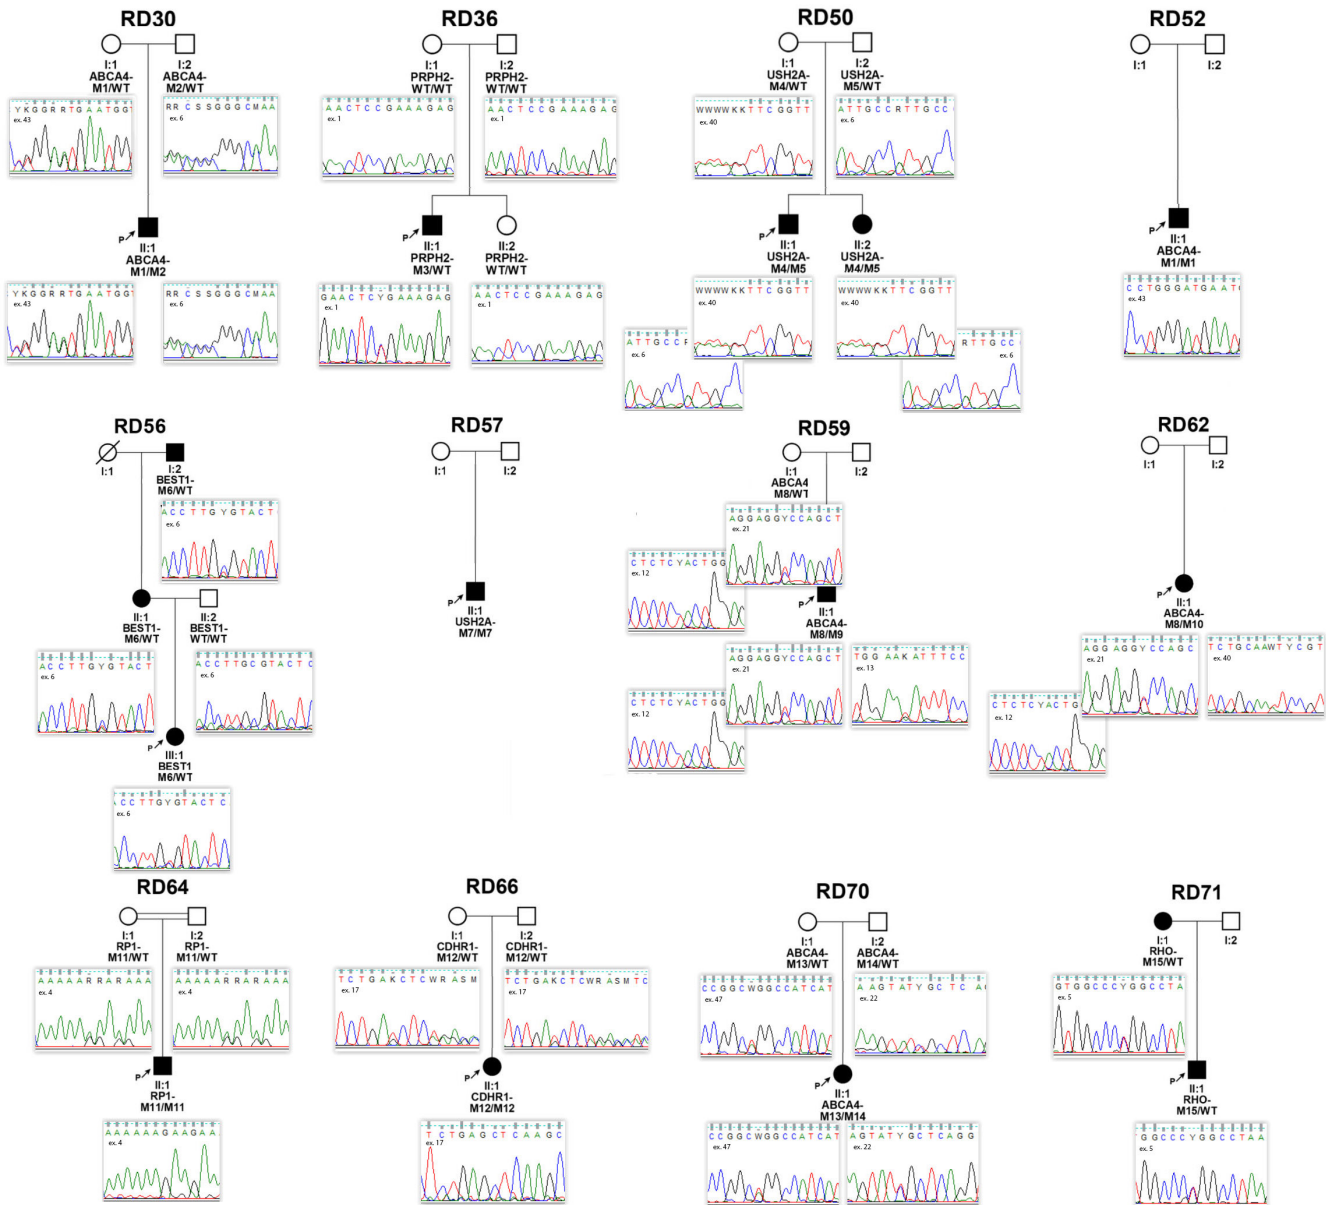 RD30
I:1
ABCA4-
M1/WT
I:2
ABCA4-
M2/WT
YKGGRRTGAATGGT
ex. 43
RRCSSGGGCMAA
ex. 6
P
II:1
ABCA4-
M1/M2
YKGGRRTGAATGGT
ex. 43
RRCSSGGGCMAA
ex. 6
RD36
I:1
PRPH2-
WT/WT
I:2
PRPH2-
WT/WT
AACTCCGAAAGAG
ex. 1
AACTCCGAAAGAG
ex. 1
P
II:1
PRPH2-
M3/WT
II:2
PRPH2-
WT/WT
GAACTCYGAAAGAG
ex. 1
AACTCCGAAAGAG
ex. 1
RD50
I:1
USH2A-
M4/WT
I:2
USH2A-
M5/WT
WWWWKKTTCGGTT
ex. 40
ATTGCCRTTGCC
ex. 6
P
II:1
USH2A-
M4/M5
II:2
USH2A-
M4/M5
WWWWKKTTCGGTT
ex. 40
WWWWKKTTCGGTT
ex. 40
ATTGCCR
ex. 6
RTTGCC
ex. 6
RD52
I:1
I:2
P
II:1
ABCA4-
M1/M1
CCTGGGATGAAT
ex. 43
RD56
I:1
I:2
BEST1-
M6/WT
ACCTTGYGTACT
ex. 6
II:1
BEST1-
M6/WT
II:2
BEST1-
WT/WT
ACCTTGYGTACT
ex. 6
ACCTTGCGTACTC
ex. 6
P
III:1
BEST1
M6/WT
CCTTGYGTACTC
ex. 6
RD57
I:1
I:2
P
II:1
USH2A-
M7/M7
RD59
I:1
ABCA4
M8/WT
I:2
AGGAGGYCCAGCT
ex. 21
CTCTCYACTGG
ex. 12
P
II:1
ABCA4-
M8/M9
AGGAGGYCCAGCT
ex. 21
TGGAAKATTTCC
ex. 13
CTCTCYACTGG
ex. 12
RD62
I:1
I:2
P
II:1
ABCA4-
M8/M10
AGGAGGYCCAGC
ex. 21
TCTGCAAWTYCGT
ex. 40
CTCTCYACTG
ex. 12
RD64
I:1
RP1-
M11/WT
I:2
RP1-
M11/WT
AAAAARRARAAA
ex. 4
AAAAARRARAAA
ex. 4
P
II:1
RP1-
M11/M11
AAAAAAGAAGAA
ex. 4
RD66
I:1
CDHR1-
M12/WT
I:2
CDHR1-
M12/WT
TCTGAKCTCWRASM
ex. 17
TCTGAKCTCWRASMTC
ex. 17
P
II:1
CDHR1-
M12/M12
TCTGAGCTCAAGC
ex. 17
RD70
I:1
ABCA4-
M13/WT
I:2
ABCA4-
M14/WT
CCGGCWGGCCATCAT
ex. 47
AAGTATYGCTCA
ex. 22
P
II:1
ABCA4-
M13/M14
CCGGCWGGCCATCAT
ex. 47
AGTATYGCTCAGG
ex. 22
RD71
I:1
RHO-
M15/WT
I:2
GTGGCCCYGGCCTA
ex. 5
P
II:1
RHO-
M15/WT
GGCCCYGGCCTAA
ex. 5